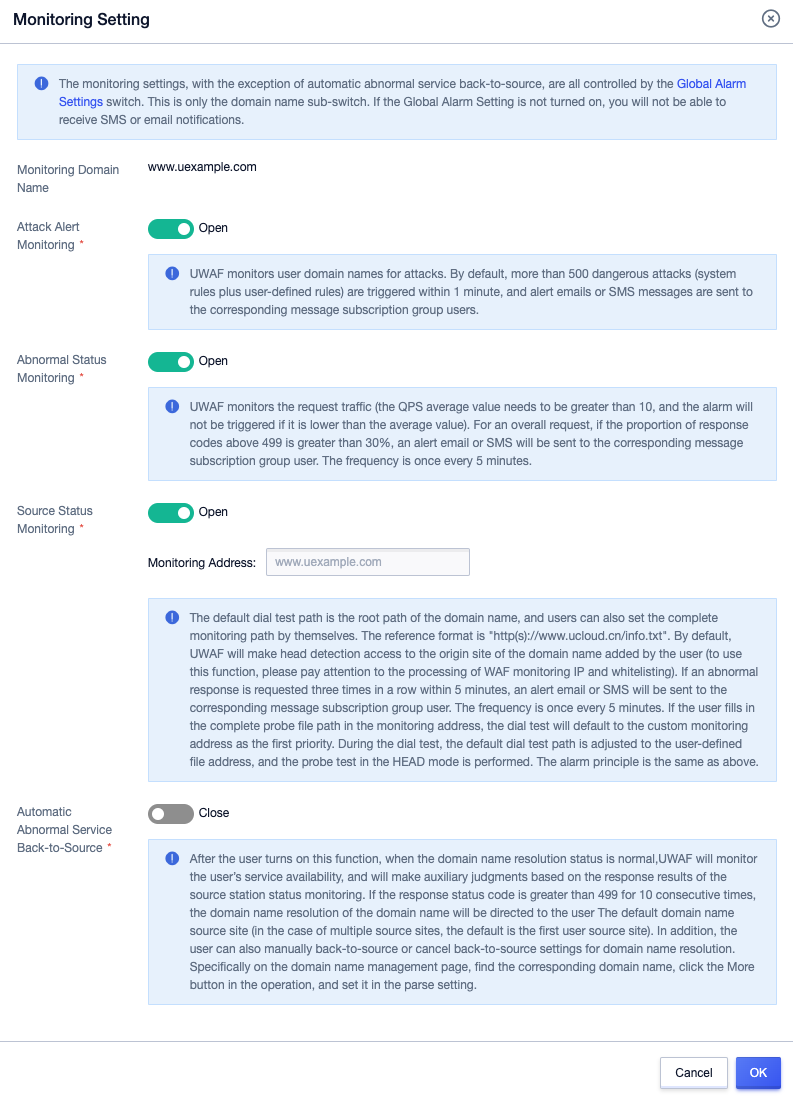 Monitoring Setting
The monitoring settings, with the exception of automatic abnormal service back-to-source, are all controlled by the Global Alarm
Settings switch. This is only the domain name sub-switch. If the Global Alarm Setting is not turned on, you will not be able to
receive SMS or email notifications.
Monitoring Domain
Name
www.uexample.com
Attack Alert
Monitoring *
Open
UWAF monitors user domain names for attacks. By default, more than 500 dangerous attacks (system
rules plus user-defined rules) are triggered within 1 minute, and alert emails or SMS messages are sent to
the corresponding message subscription group users.
Abnormal Status
Monitoring *
Open
UWAF monitors the request traffic (the QPS average value needs to be greater than 10, and the alarm will
not be triggered if it is lower than the average value). For an overall request, if the proportion of response
codes above 499 is greater than 30%, an alert email or SMS will be sent to the corresponding message
subscription group user. The frequency is once every 5 minutes.
Source Status
Monitoring *
Open
Monitoring Address:
www.uexample.com
The default dial test path is the root path of the domain name, and users can also set the complete
monitoring path by themselves. The reference format is "http(s)://www.ucloud.cn/info.txt". By default,
UWAF will make head detection access to the origin site of the domain name added by the user (to use
this function, please pay attention to the processing of WAF monitoring IP and whitelisting). If an abnormal
response is requested three times in a row within 5 minutes, an alert email or SMS will be sent to the
corresponding message subscription group user. The frequency is once every 5 minutes. If the user fills in
the complete probe file path in the monitoring address, the dial test will default to the custom monitoring
address as the first priority. During the dial test, the default dial test path is adjusted to the user-defined
file address, and the probe test in the HEAD mode is performed. The alarm principle is the same as above.
Automatic
Abnormal Service
Back-to-Source *
Close
After the user turns on this function, when the domain name resolution status is normal,UWAF will monitor
the user's service availability, and will make auxiliary judgments based on the response results of the
source station status monitoring. If the response status code is greater than 499 for 10 consecutive times,
the domain name resolution of the domain name will be directed to the user The default domain name
source site (in the case of multiple source sites, the default is the first user source site). In addition, the
user can also manually back-to-source or cancel back-to-source settings for domain name resolution.
Specifically on the domain name management page, find the corresponding domain name, click the More
button in the operation, and set it in the parse setting.
Cancel
OK